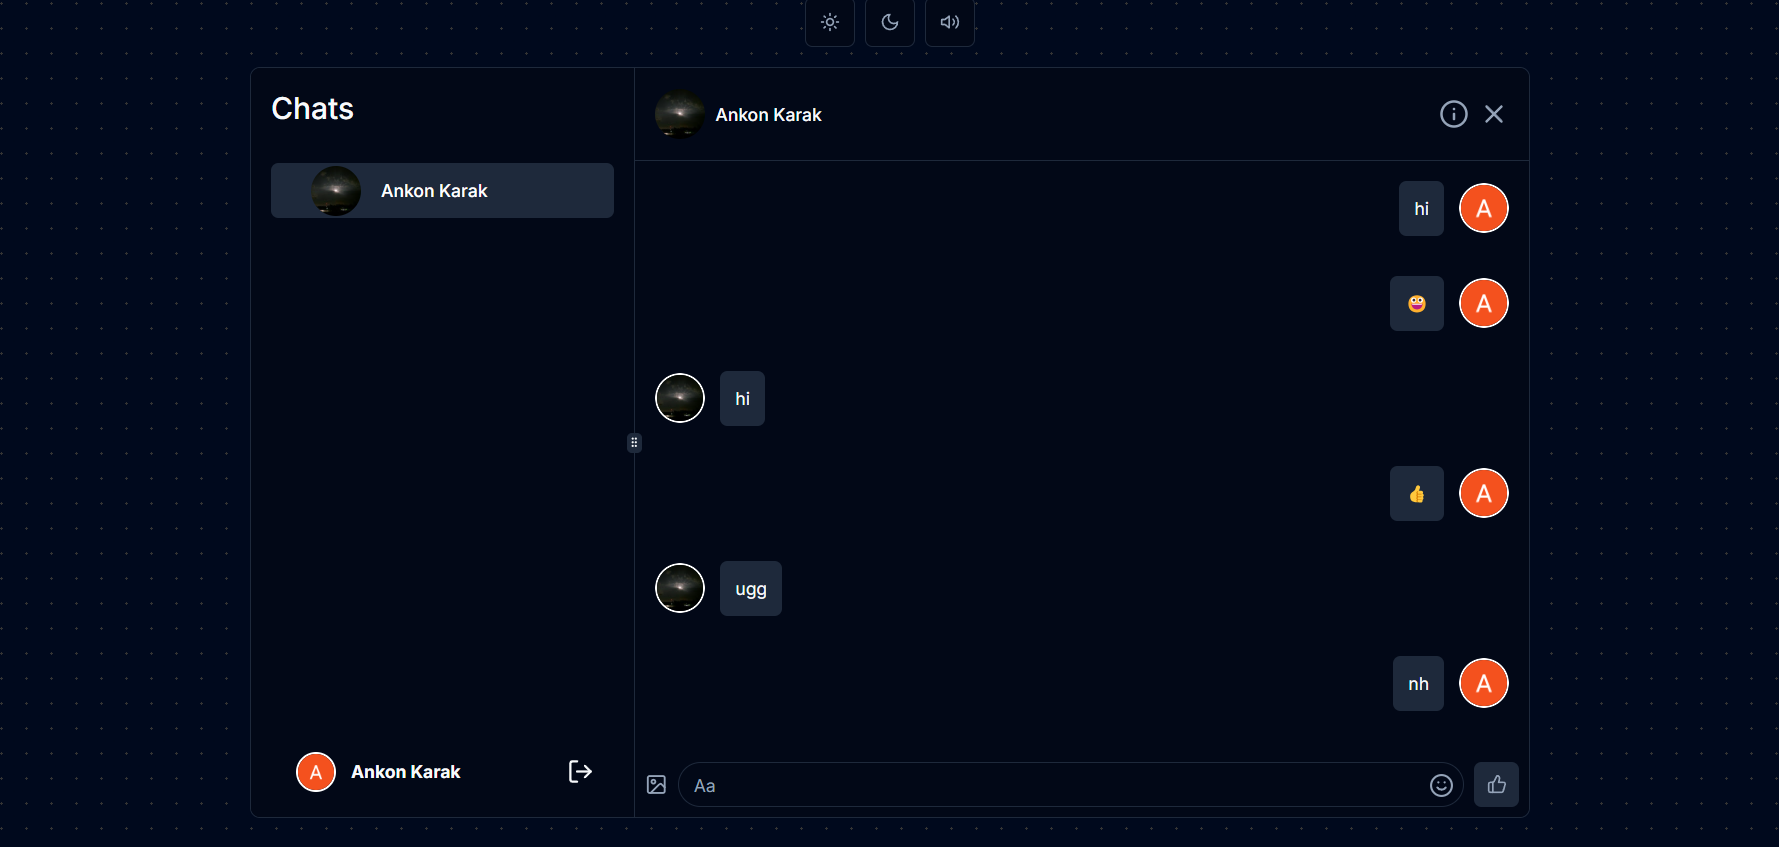 Chats
Ankon Karak
A Ankon Karak
Ankon Karak
hi A
😀 A
hi
👍 A
ugg
nh A
Aa